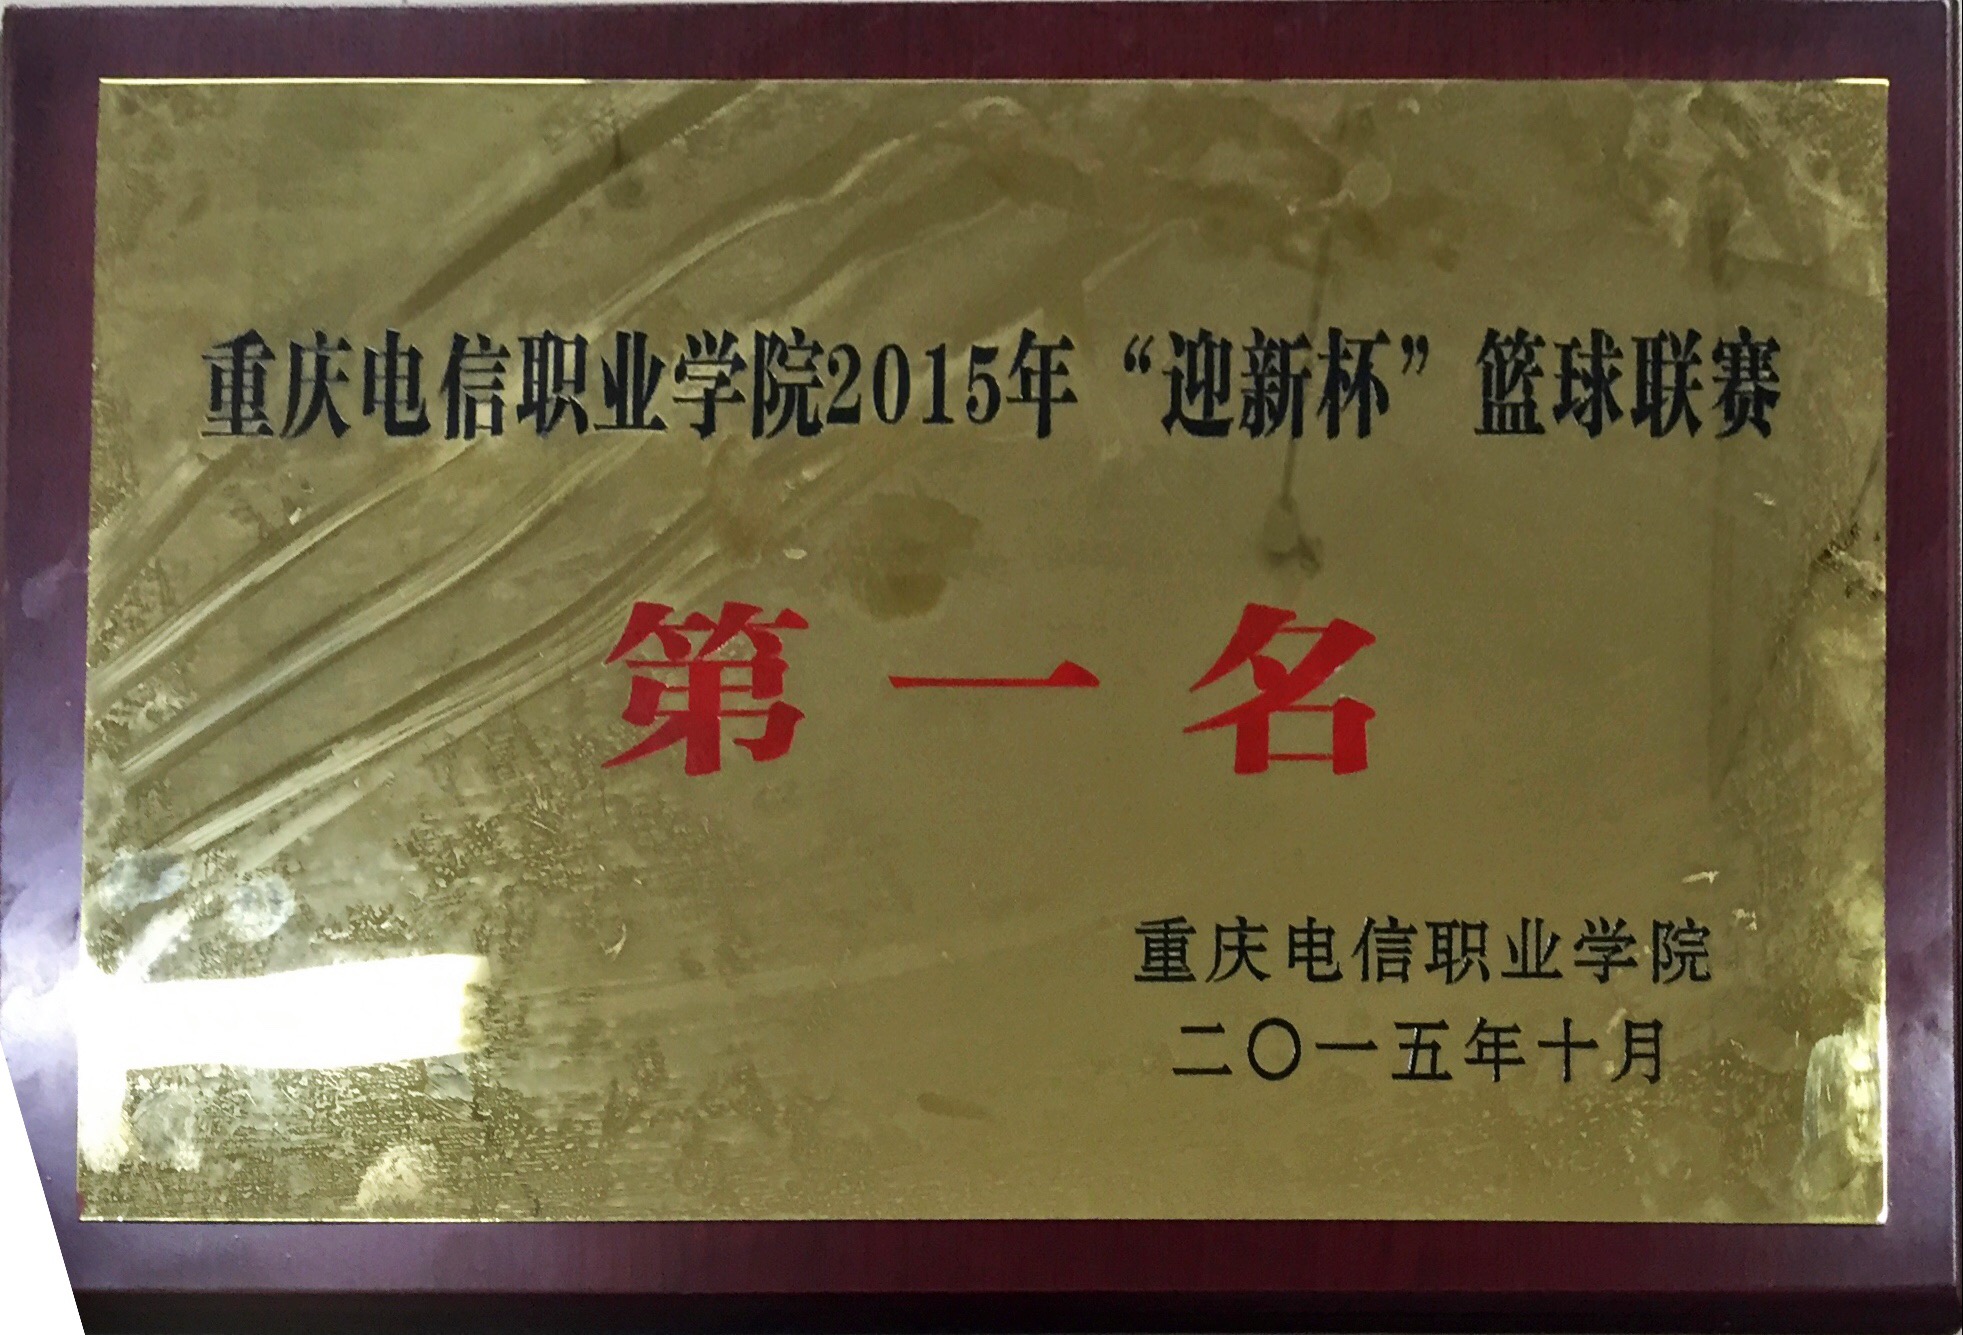 重庆电信职业学院2015年“迎新杯”篮球联赛
第一名
重庆电信职业学院
二〇一五年十月